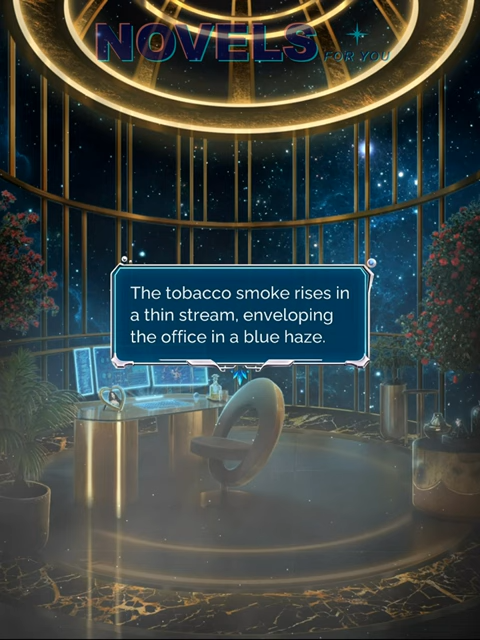 NOVELS
FOR YOU
The tobacco smoke rises in
a thin stream, enveloping
the office in a blue haze.